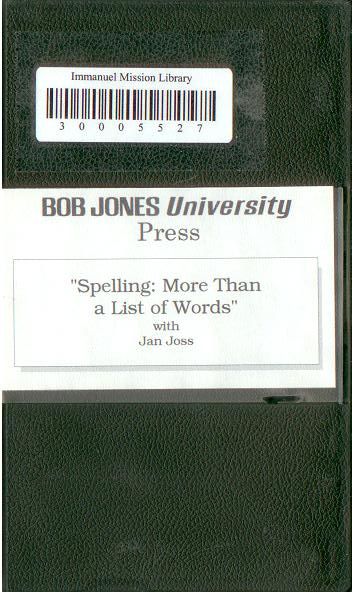 Immanuel Mission Library
3 0 0 0 5 5 2 7
BOB JONES University
Press
"Spelling: More Than
a List of Words"
with
Jan Joss